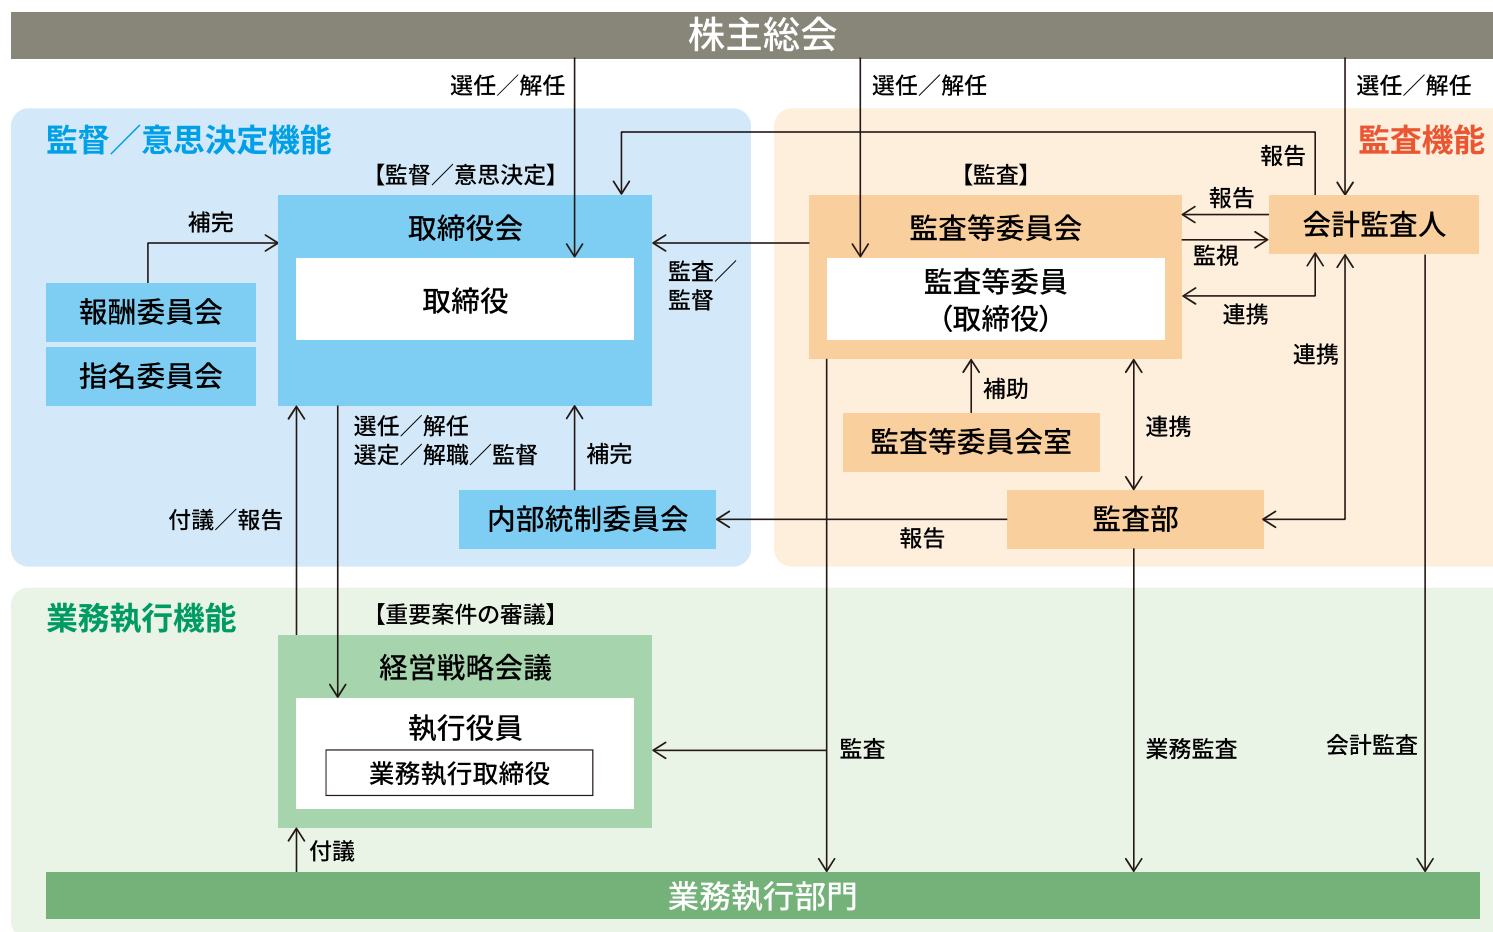 株主総会
選任／解任
選任／解任
選任／解任
監督／意思決定機能
監査機能
【監督／意思決定】
【監査】
報告
補完
取締役会
監査等委員会
報告
会計監査人
監視
監査／
監督
取締役
監査等委員
（取締役）
連携
報酬委員会
指名委員会
連携
補助
選任／解任
選定／解職／監督
補完
監査等委員会室
連携
付議／報告
内部統制委員会
報告
監査部
業務執行機能
【重要案件の審議】
経営戦略会議
執行役員
業務執行取締役
監査
業務監査
会計監査
付議
業務執行部門